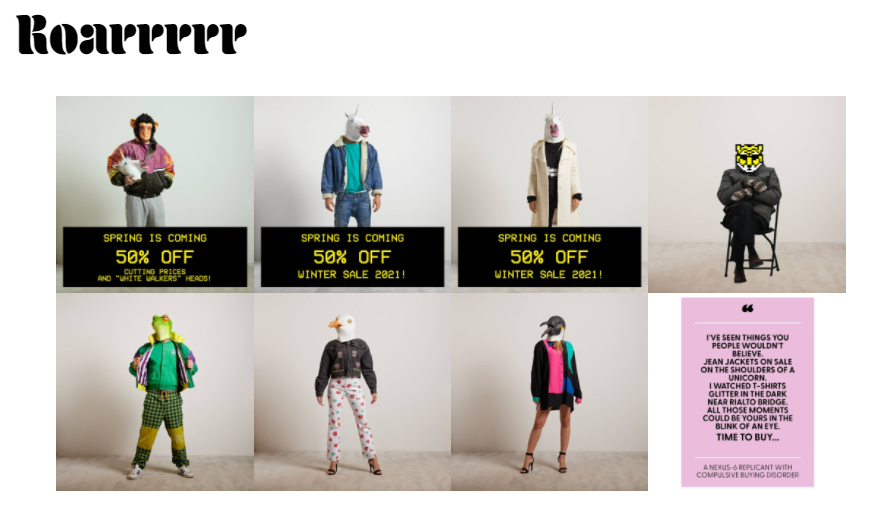 Roarrrrr
SPRING IS COMING
50% OFF
CUTTING PRICES
AND "WHITE WALKERS" HEADS!
SPRING IS COMING
50% OFF
WINTER SALE 2021!
SPRING IS COMING
50% OFF
WINTER SALE 2021!
“
I'VE SEEN THINGS YOU
PEOPLE WOULDN'T
BELIEVE.
JEAN JACKETS ON SALE
ON THE SHOULDERS OF A
UNICORN.
I WATCHED T-SHIRTS
GLITTER IN THE DARK
NEAR RIALTO BRIDGE.
ALL THOSE MOMENTS
COULD BE YOURS IN THE
BLINK OF AN EYE.
TIME TO BUY...
A NEXUS-6 REPLICANT WITH
COMPULSIVE BUYING DISORDER